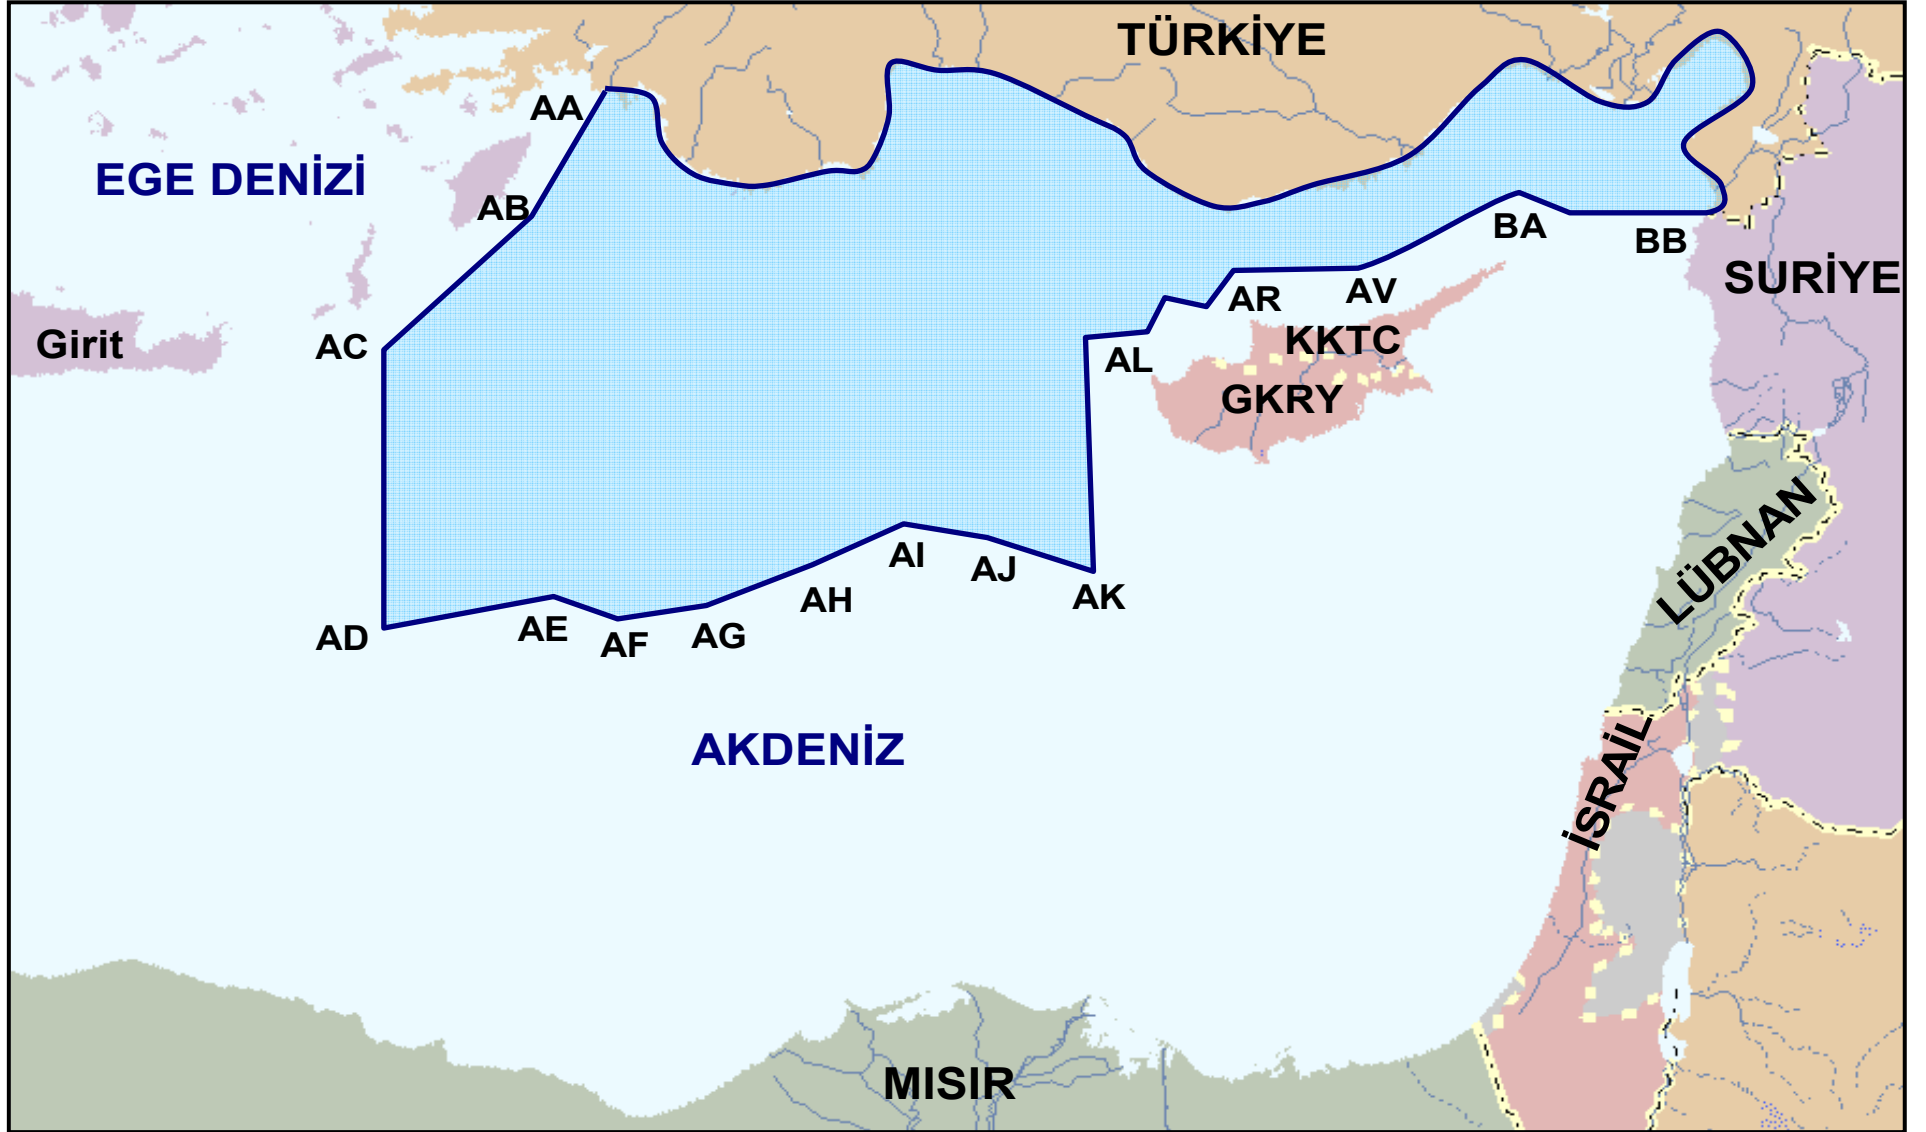 TÜRKİYE
AA
EGE DENİZİ
AB
BA
BB
SURİYE
AR
AV
Girit
AC
AL
KKTC
GKRY
LÜBNAN
AI
AJ
AK
AH
AD
AE
AF
AG
AKDENİZ
İSRAİL
MISIR